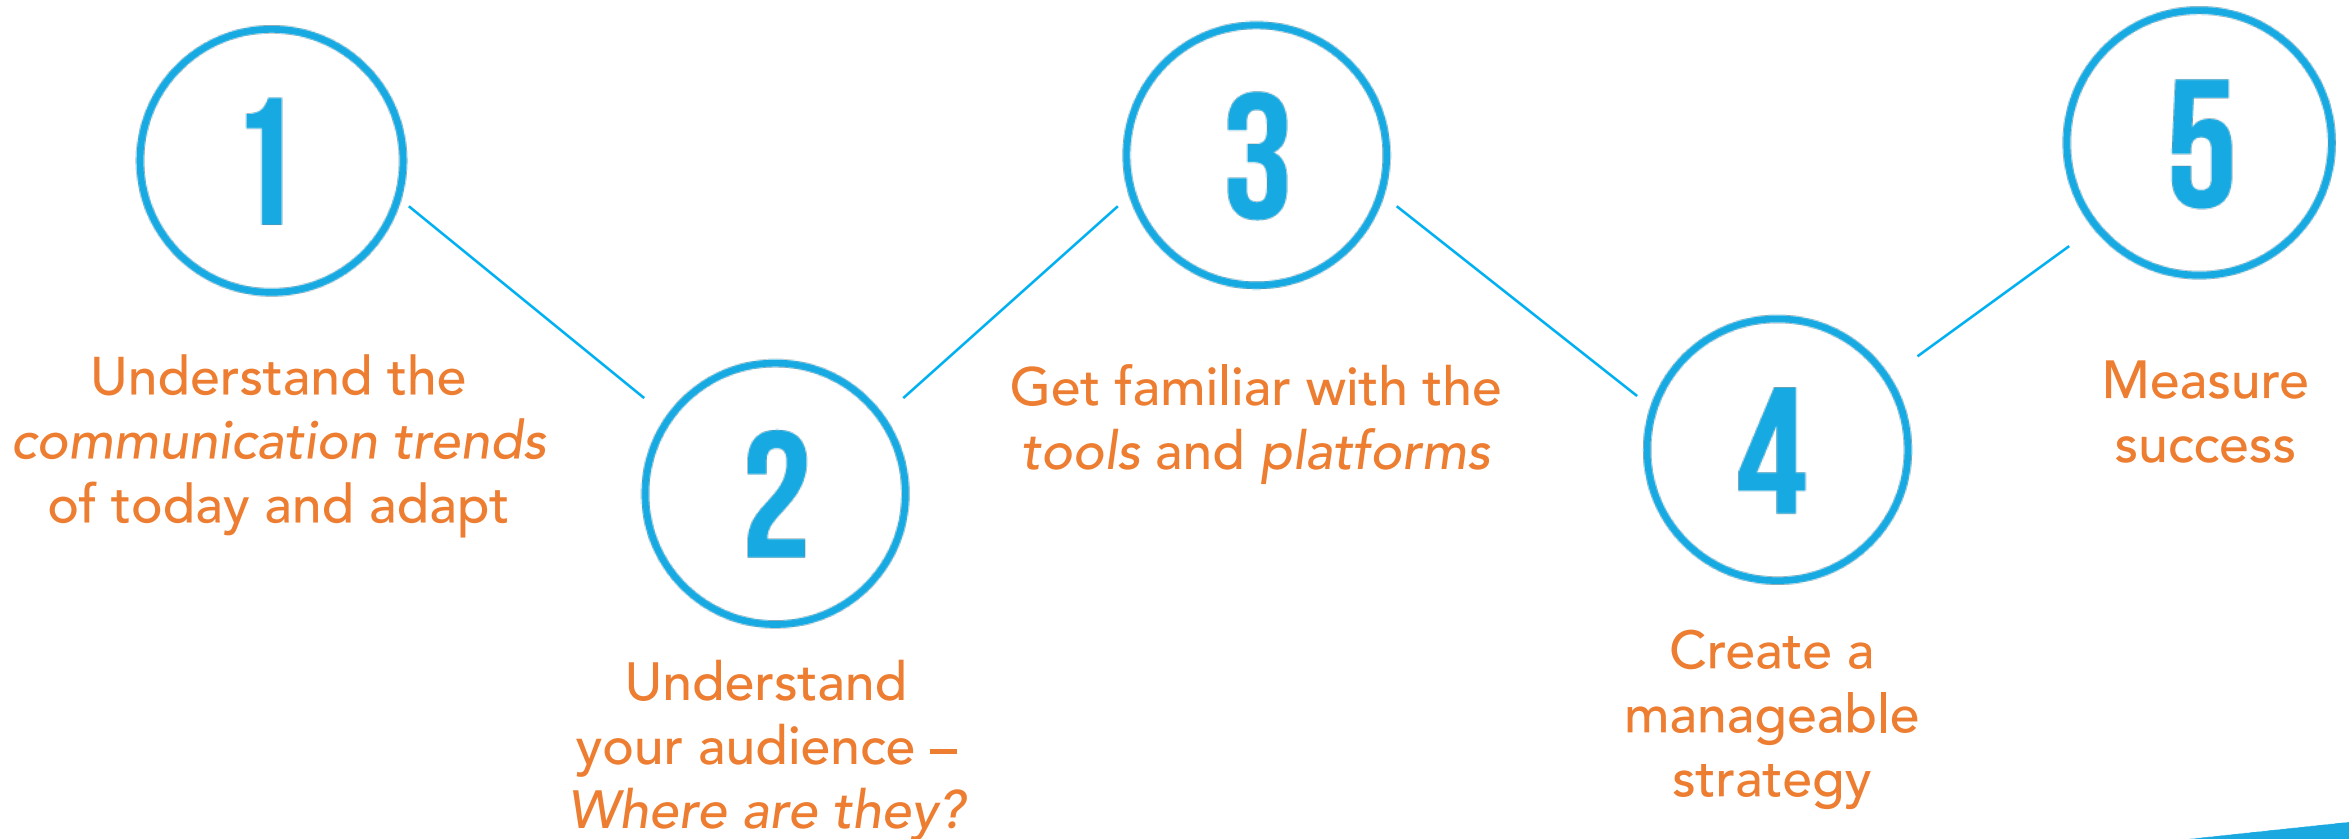 1
Understand the
communication trends
of today and adapt
2
Understand
your audience –
Where are they?
3
Get familiar with the
tools and platforms
4
Create a
manageable
strategy
5
Measure
success